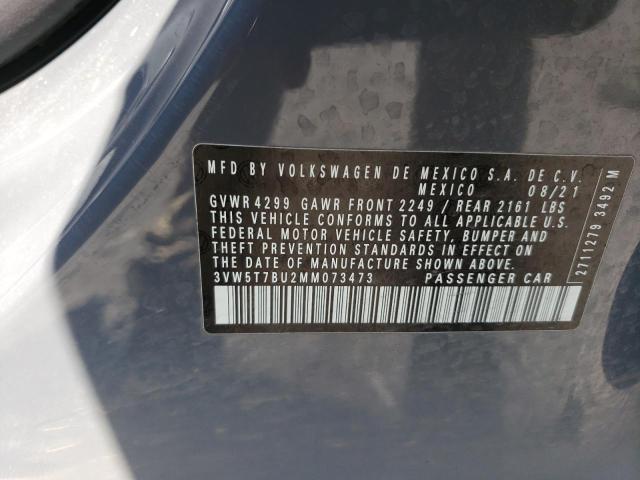 MFD BY VOLKSWAGEN DE MEXICO S.A. DE C.V.
MEXICO 08/21
GVWR 4299 GAWR FRONT 2249 / REAR 2161 LBS
THIS VEHICLE CONFORMS TO ALL APPLICABLE U.S.
FEDERAL MOTOR VEHICLE SAFETY, BUMPER AND
THEFT PREVENTION STANDARDS IN EFFECT ON
THE DATE OF MANUFACTURE SHOWN ABOVE.
3VW5T7BU2MM073473 PASSENGER CAR
2711279 3492 M